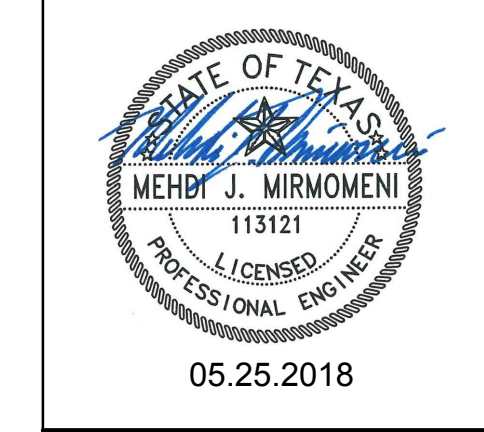 STATE OF TEXAS
MEHDI J. MIRMOMENI
113121
LICENSED
PROFESSIONAL ENGINEER
05.25.2018